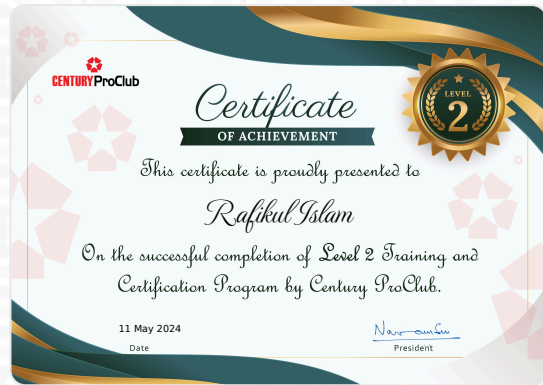 CENTURY ProClub
Certificate
OF ACHIEVEMENT
LEVEL
2
This certificate is proudly presented to
Rafikul Islam
On the successful completion of Level 2 Training and
Certification Program by Century ProClub.
11 May 2024
Date
President